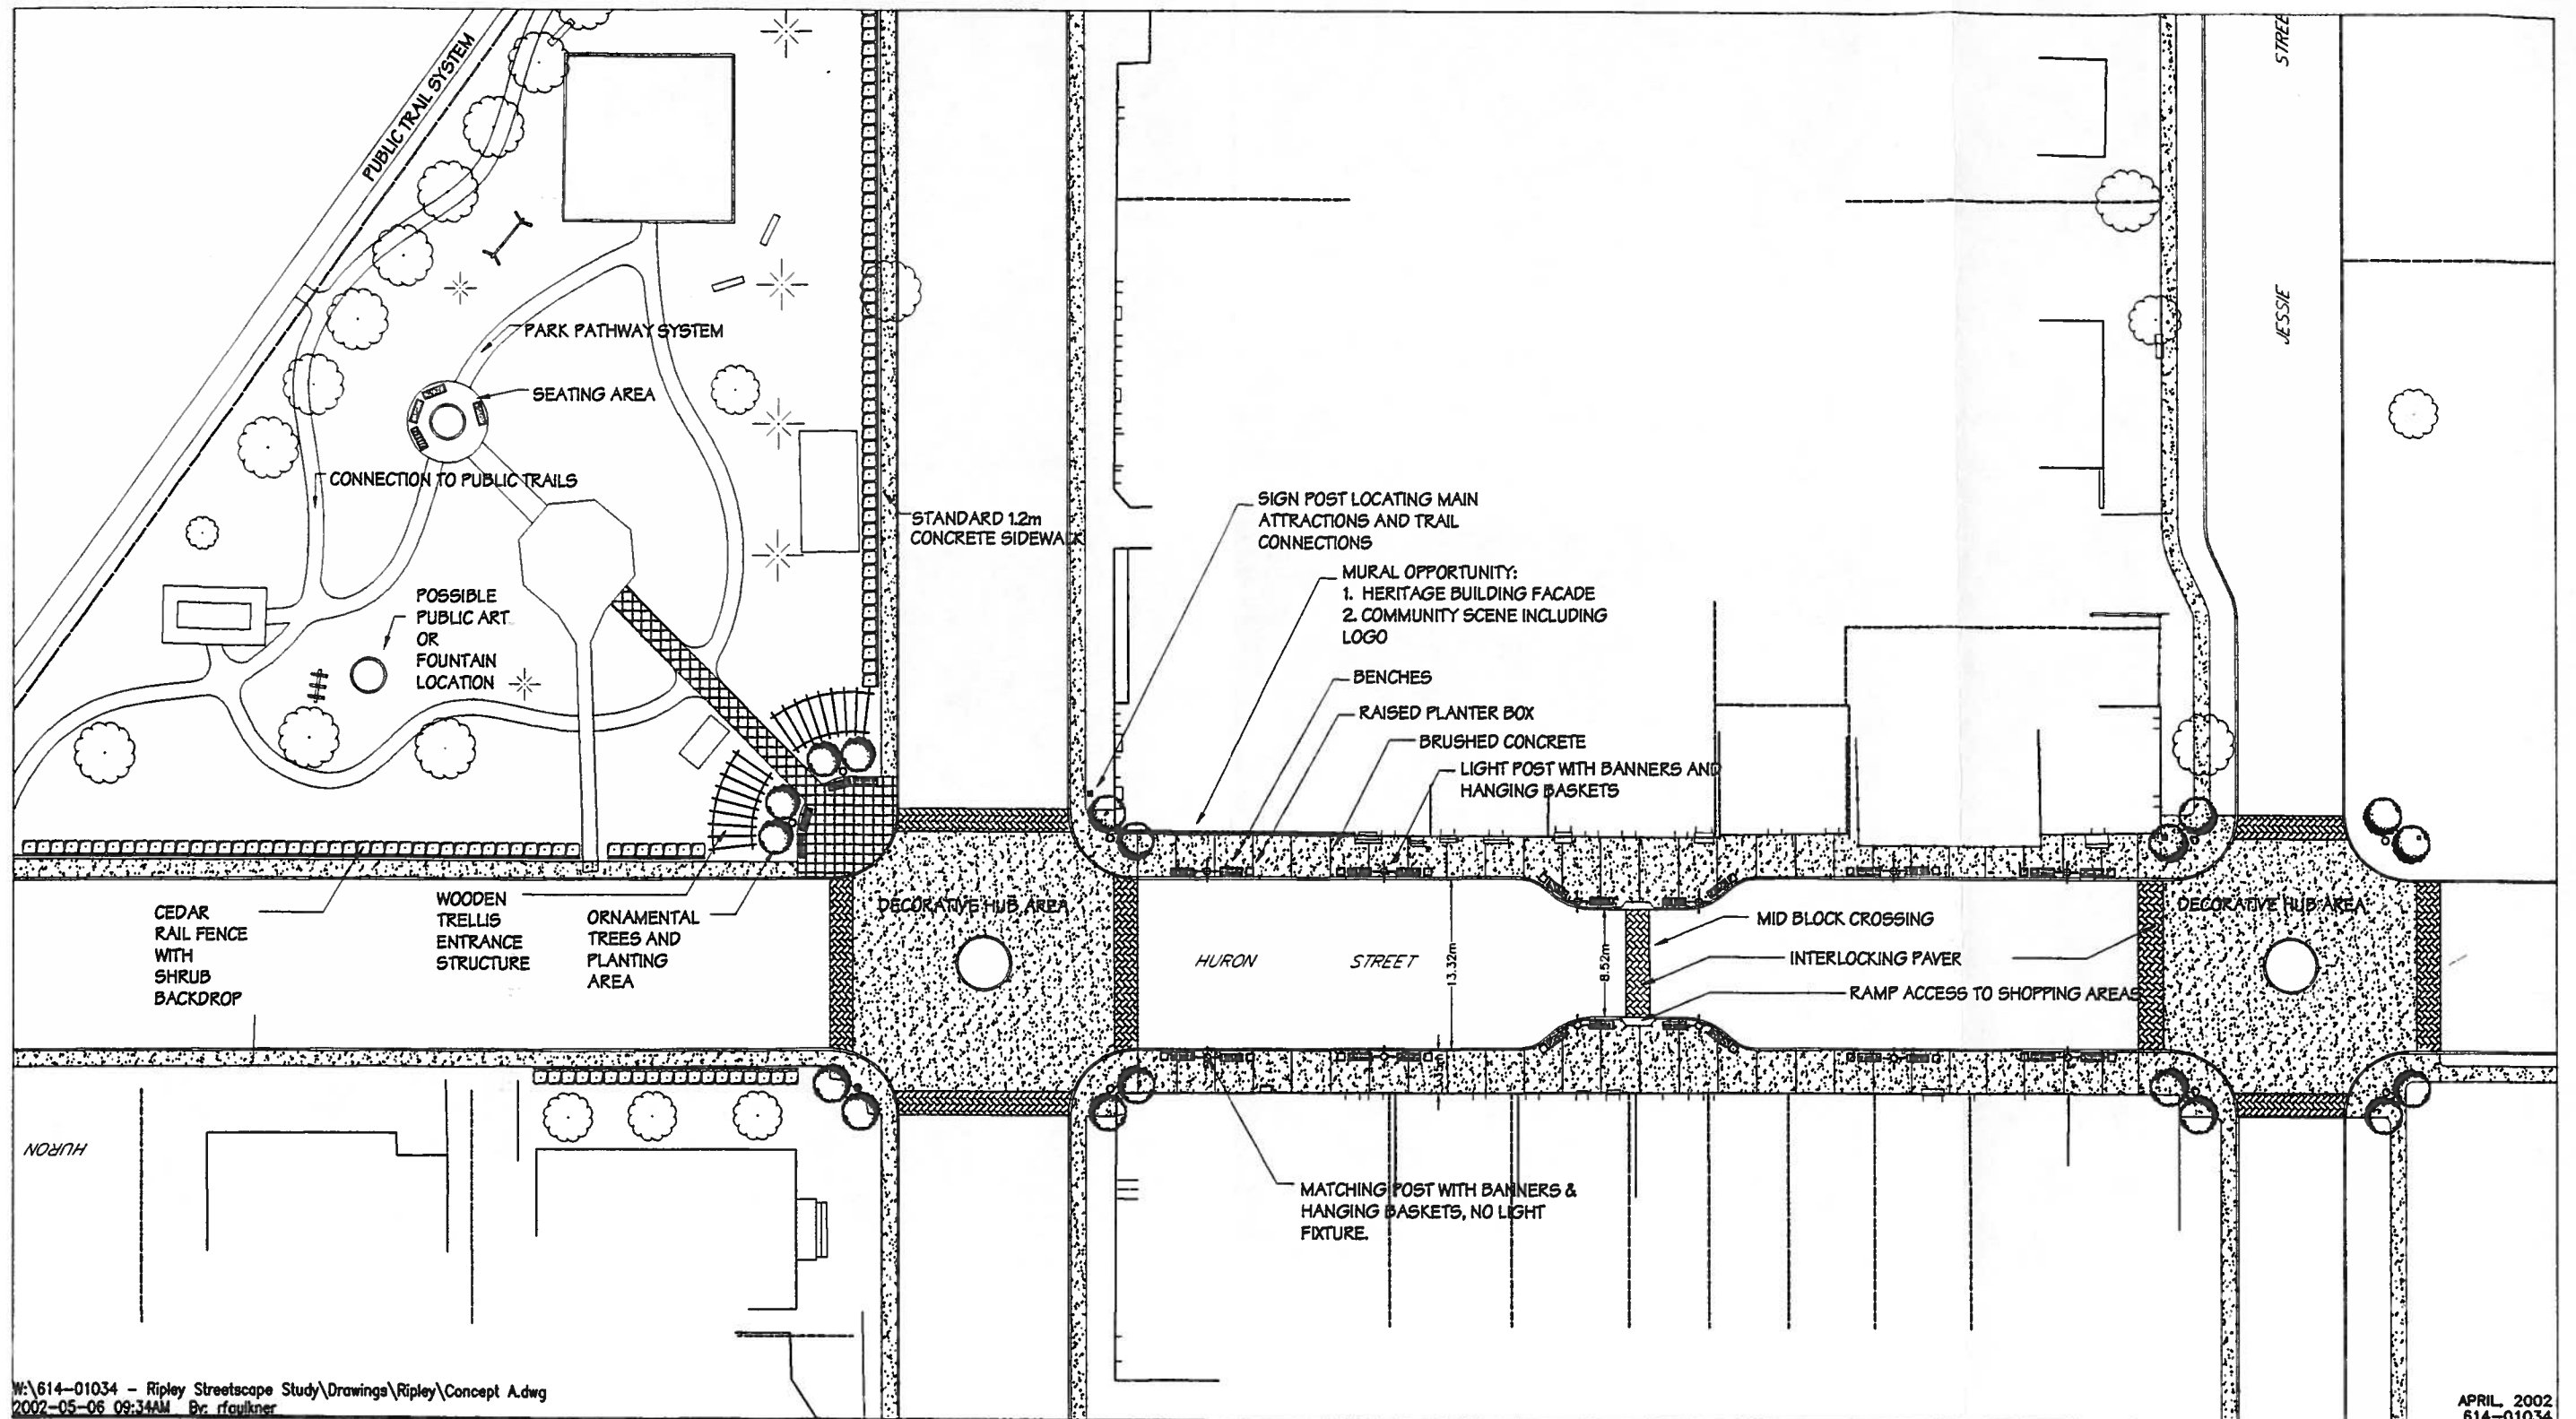 PUBLIC TRAIL SYSTEM
PARK PATHWAY SYSTEM
SEATING AREA
CONNECTION TO PUBLIC TRAILS
POSSIBLE
PUBLIC ART
OR
FOUNTAIN
LOCATION
STANDARD 1.2m
CONCRETE SIDEWALK
SIGN POST LOCATING MAIN
ATTRACTIONS AND TRAIL
CONNECTIONS
MURAL OPPORTUNITY:
1. HERITAGE BUILDING FACADE
2. COMMUNITY SCENE INCLUDING
LOGO
BENCHES
RAISED PLANTER BOX
BRUSHED CONCRETE
LIGHT POST WITH BANNERS AND
HANGING BASKETS
JESSIE STREE
CEDAR
RAIL FENCE
WITH
SHRUB
BACKDROP
WOODEN
TRELLIS
ENTRANCE
STRUCTURE
ORNAMENTAL
TREES AND
PLANTING
AREA
DECORATIVE HUB AREA
HURON STREET
13.32m
8.52m
MID BLOCK CROSSING
INTERLOCKING PAVER
RAMP ACCESS TO SHOPPING AREAS
DECORATIVE HUB AREA
HURON
MATCHING POST WITH BANNERS &
HANGING BASKETS, NO LIGHT
FIXTURE.
W:\614-01034 - Ripley Streetscape Study\Drawings\Ripley\Concept A.dwg
2002-05-06 09:34AM By: rfaulkner
APRIL, 2002
614-01034